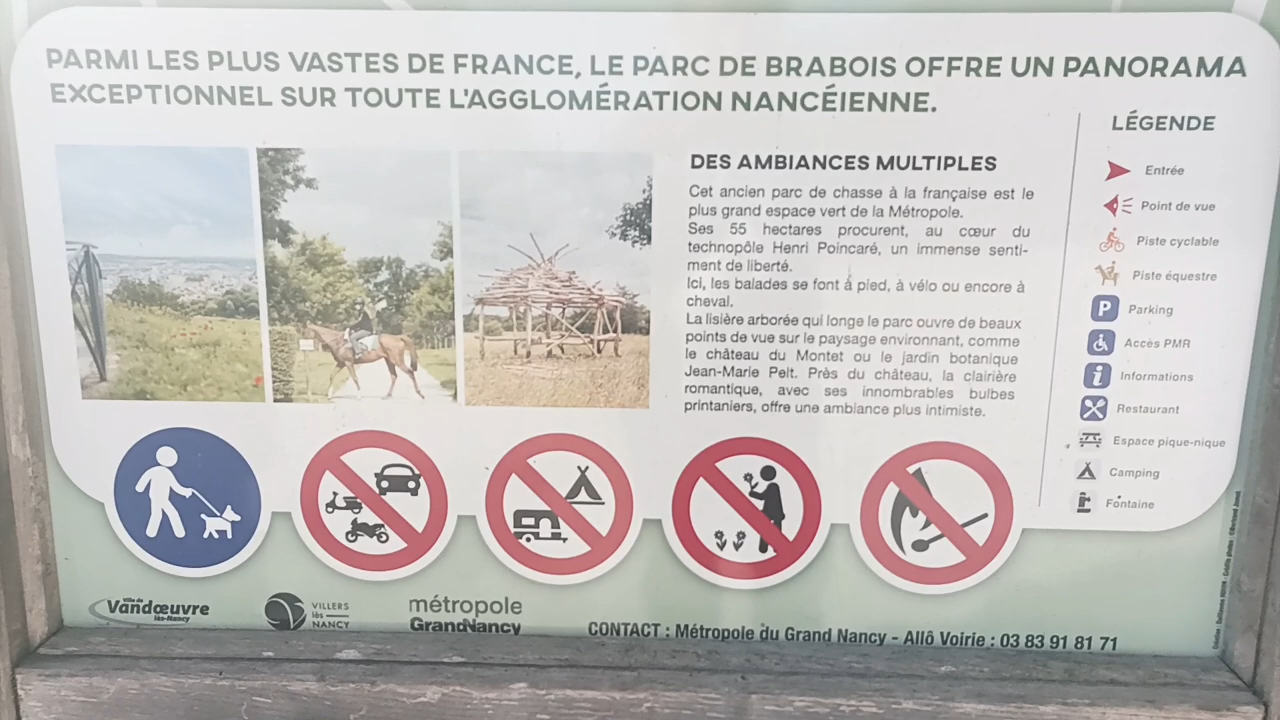 PARMI LES PLUS VASTES DE FRANCE, LE PARC DE BRABOIS OFFRE UN PANORAMA
EXCEPTIONNEL SUR TOUTE L'AGGLOMÉRATION NANCÉIENNE.
DES AMBIANCES MULTIPLES
Cet ancien parc de chasse à la française est le
plus grand espace vert de la Métropole.
Ses 55 hectares procurent, au cœur du
technopôle Henri Poincaré, un immense senti-
ment de liberté.
Ici, les balades se font à pied, à vélo ou encore à
cheval.
La lisière arborée qui longe le parc ouvre de beaux
points de vue sur le paysage environnant, comme
le château du Montet ou le jardin botanique
Jean-Marie Pelt. Près du château, la clairière
romantique, avec ses innombrables bulbes
printaniers, offre une ambiance plus intimiste.
LÉGENDE
Entrée
Point de vue
Piste cyclable
Piste équestre
P Parking
Accès PMR
i Informations
Restaurant
Espace pique-nique
Camping
Fontaine
Ville de
Vandœuvre
lès-Nancy
VILLERS
lès
NANCY
métropole
GrandNancy
CONTACT : Métropole du Grand Nancy - Allô Voirie : 03 83 91 81 71